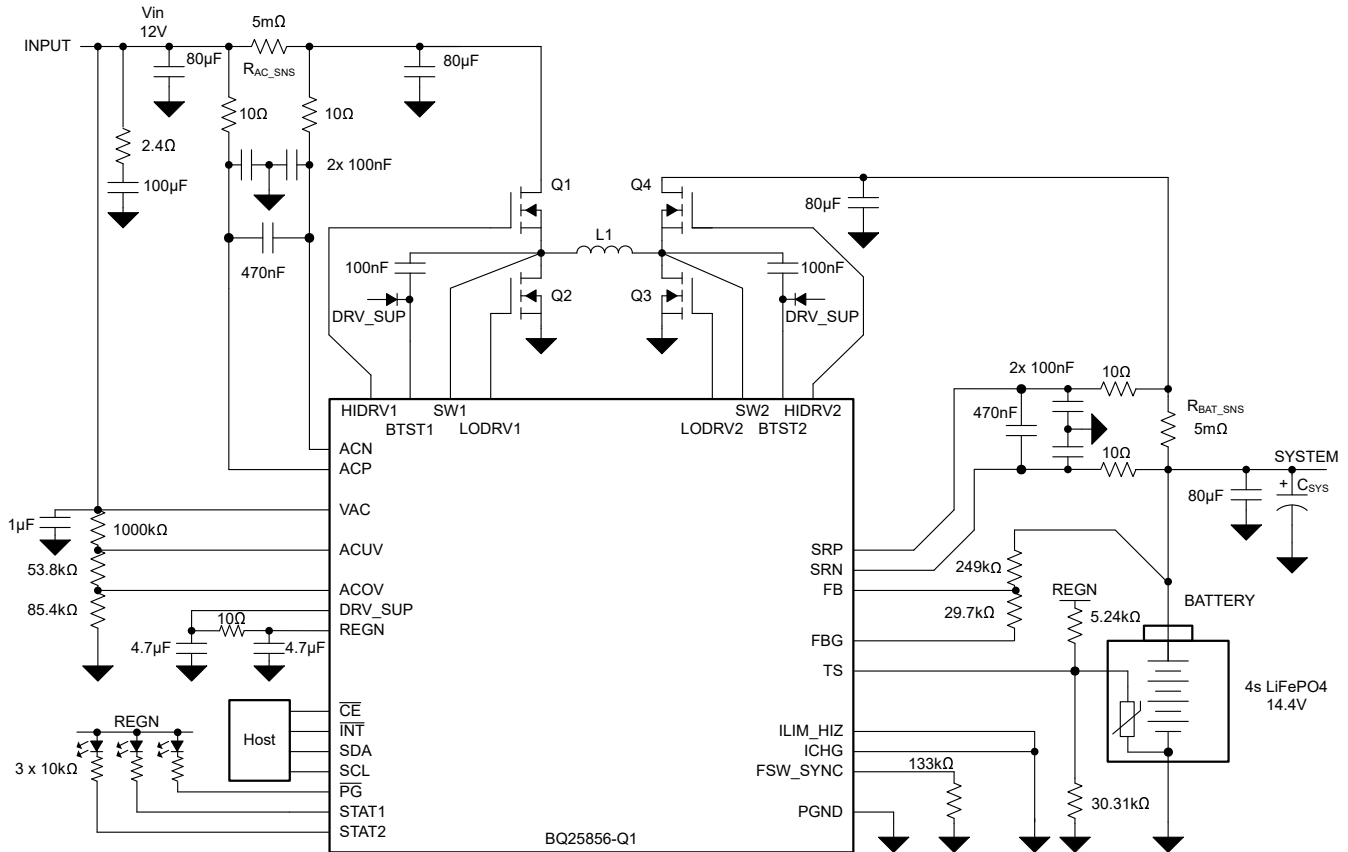 Vin
12V
INPUT
5mΩ
R_AC_SNS
80µF
80µF
10Ω
10Ω
2.4Ω
100µF
2x 100nF
470nF
Q1
Q4
80µF
L1
100nF
100nF
Q2
Q3
DRV_SUP
DRV_SUP
HIDRV1
BTST1
SW1
LODRV1
SW2
HIDRV2
LODRV2
BTST2
2x 100nF
10Ω
470nF
R_BAT_SNS
5mΩ
10Ω
SYSTEM
80µF
+
C_SYS
ACN
ACP
VAC
ACUV
ACOV
DRV_SUP
REGN
1µF
1000kΩ
53.8kΩ
85.4kΩ
10Ω
4.7µF
4.7µF
SRP
SRN
FB
FBG
TS
249kΩ
29.7kΩ
REGN
5.24kΩ
BATTERY
4s LiFePO4
14.4V
Host
CE
INT
SDA
SCL
PG
STAT1
STAT2
REGN
3 x 10kΩ
ILIM_HIZ
ICHG
FSW_SYNC
PGND
133kΩ
30.31kΩ
BQ25856-Q1